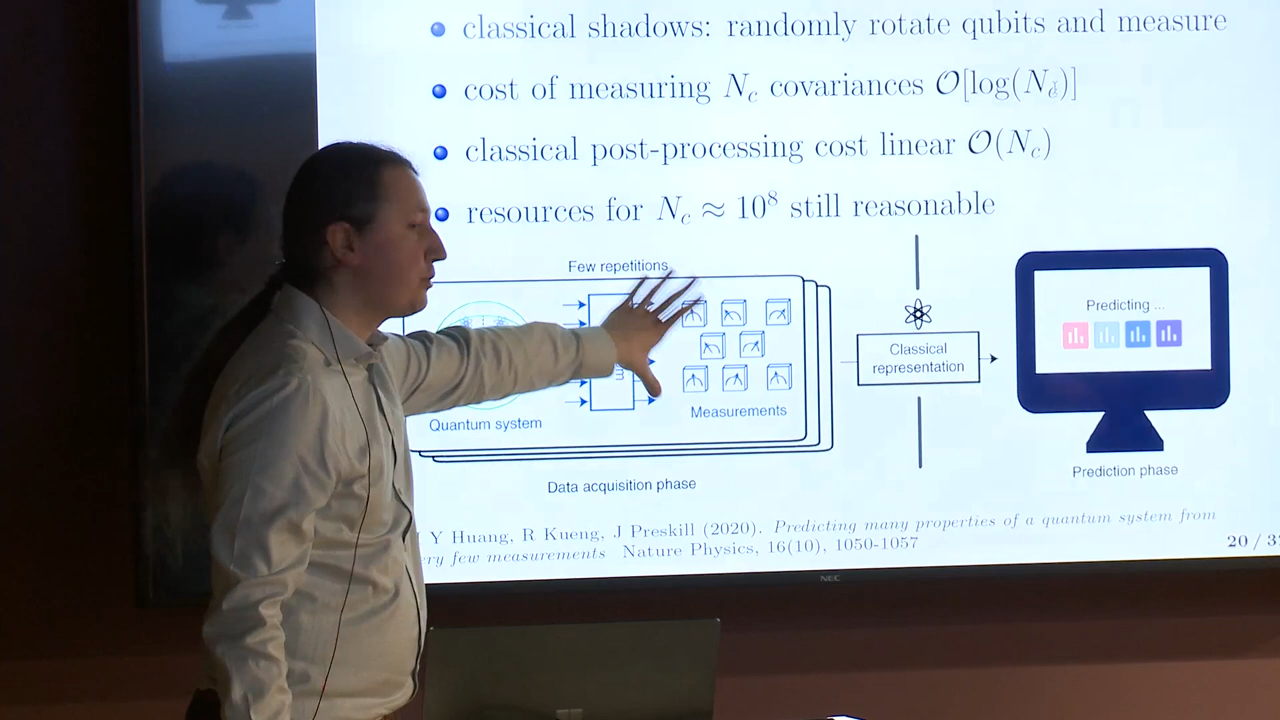 classical shadows: randomly rotate qubits and measure
cost of measuring N_c covariances O[log(N_c)]
classical post-processing cost linear O(N_c)
resources for N_c ≈ 10^8 still reasonable
Few repetitions
Predicting ...
Classical
representation
Measurements
Quantum system
Prediction phase
Data acquisition phase
Y Huang, R Kueng, J Preskill (2020). Predicting many properties of a quantum system from
few measurements Nature Physics, 16(10), 1050-1057
20 /
NEC